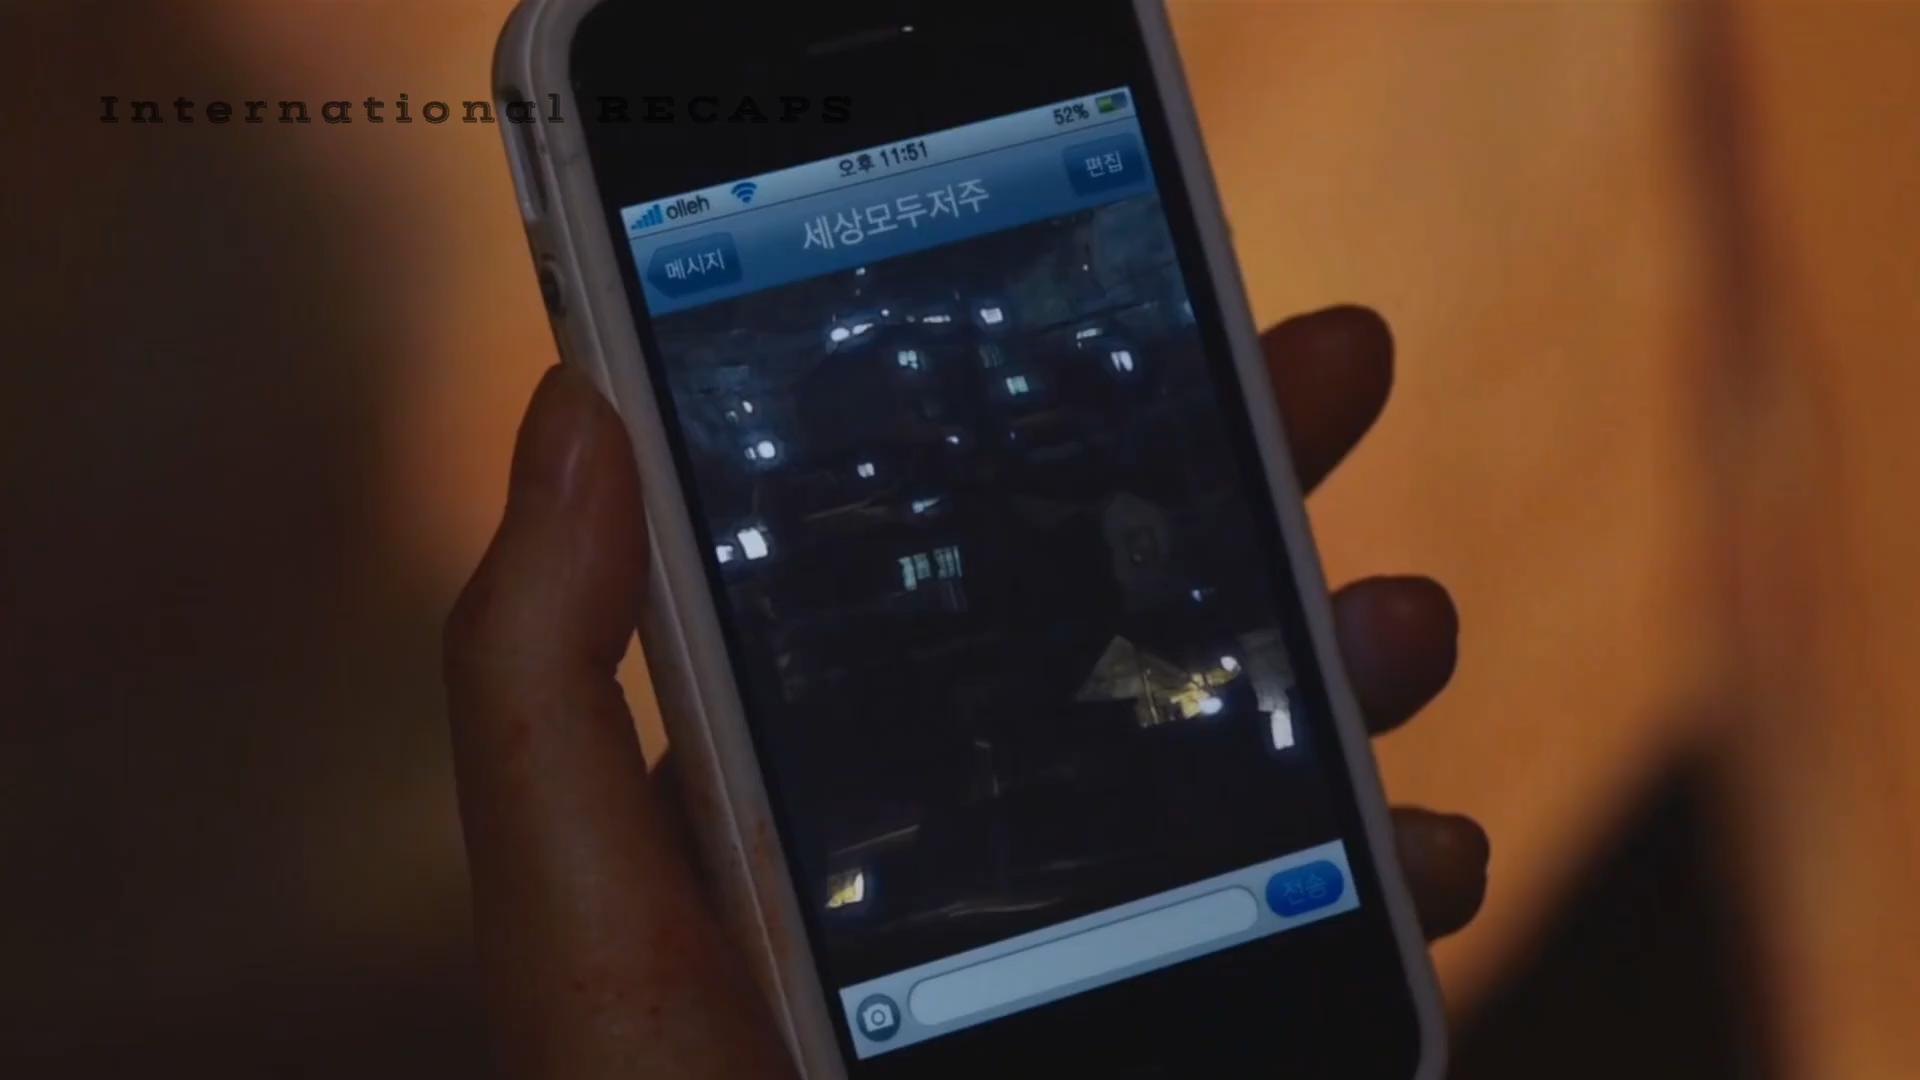 International RECAPS
52%
오후 11:51
olleh
편집
세상모두저주
메시지
전송